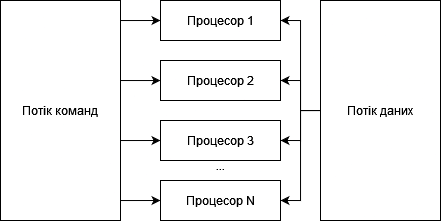 Процесор 1
Процесор 2
Потік команд
Потік даних
Процесор 3
...
Процесор N